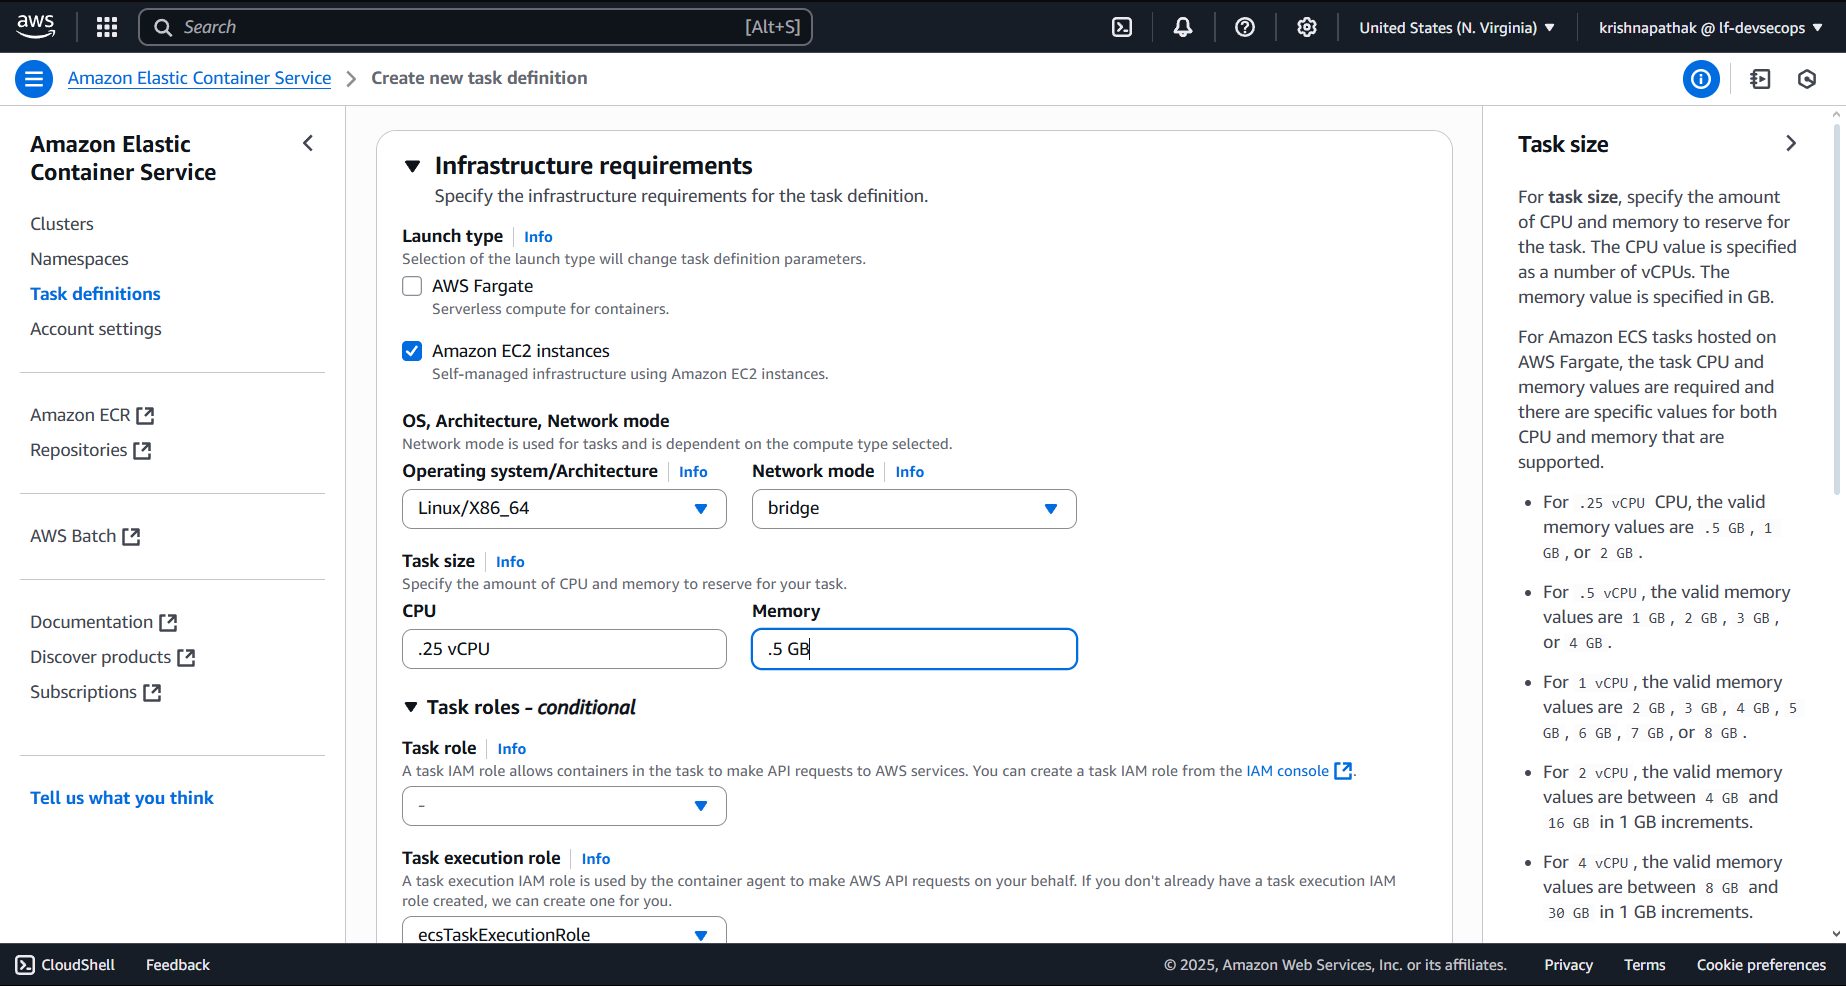 aws
Search
[Alt+S]
United States (N. Virginia)
krishnapathak @ lf-devsecops
Amazon Elastic Container Service
Create new task definition
Amazon Elastic
Container Service
Clusters
Namespaces
Task definitions
Account settings
Amazon ECR
Repositories
AWS Batch
Documentation
Discover products
Subscriptions
Tell us what you think
Infrastructure requirements
Specify the infrastructure requirements for the task definition.
Launch type Info
Selection of the launch type will change task definition parameters.
AWS Fargate
Serverless compute for containers.
Amazon EC2 instances
Self-managed infrastructure using Amazon EC2 instances.
OS, Architecture, Network mode
Network mode is used for tasks and is dependent on the compute type selected.
Operating system/Architecture Info
Network mode Info
Linux/X86_64
bridge
Task size Info
Specify the amount of CPU and memory to reserve for your task.
CPU
Memory
.25 vCPU
.5 GB
Task roles - conditional
Task role Info
A task IAM role allows containers in the task to make API requests to AWS services. You can create a task IAM role from the IAM console.
-
Task execution role Info
A task execution IAM role is used by the container agent to make AWS API requests on your behalf. If you don't already have a task execution IAM
role created, we can create one for you.
ecsTaskExecutionRole
Task size
For task size, specify the amount
of CPU and memory to reserve for
the task. The CPU value is specified
as a number of vCPUs. The
memory value is specified in GB.
For Amazon ECS tasks hosted on
AWS Fargate, the task CPU and
memory values are required and
there are specific values for both
CPU and memory that are
supported.
• For .25 vCPU CPU, the valid
memory values are .5 GB, 1
GB, or 2 GB.
• For .5 vCPU, the valid memory
values are 1 GB, 2 GB, 3 GB,
or 4 GB.
• For 1 vCPU, the valid memory
values are 2 GB, 3 GB, 4 GB, 5
GB, 6 GB, 7 GB, or 8 GB.
• For 2 vCPU, the valid memory
values are between 4 GB and
16 GB in 1 GB increments.
• For 4 vCPU, the valid memory
values are between 8 GB and
30 GB in 1 GB increments.
CloudShell
Feedback
© 2025, Amazon Web Services, Inc. or its affiliates.
Privacy
Terms
Cookie preferences